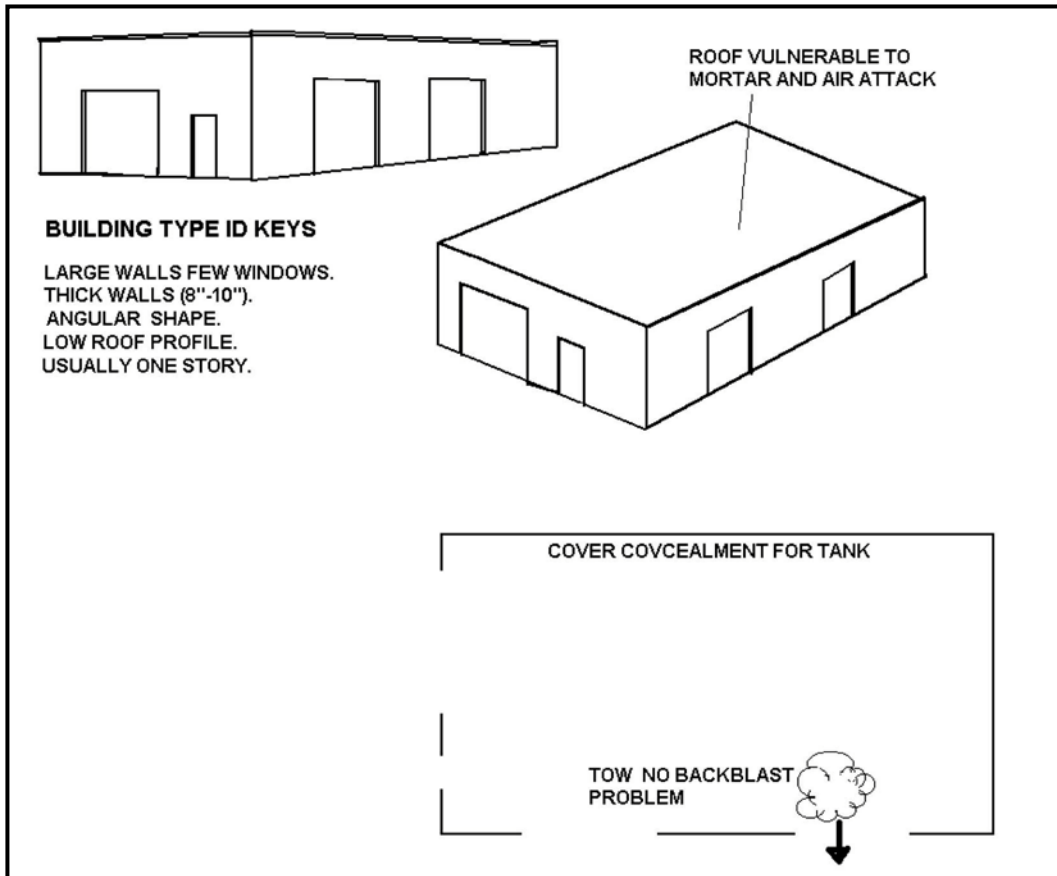 ROOF VULNERABLE TO
MORTAR AND AIR ATTACK
BUILDING TYPE ID KEYS
LARGE WALLS FEW WINDOWS.
THICK WALLS (8"-10").
ANGULAR SHAPE.
LOW ROOF PROFILE.
USUALLY ONE STORY.
COVER COVCEALMENT FOR TANK
TOW NO BACKBLAST
PROBLEM